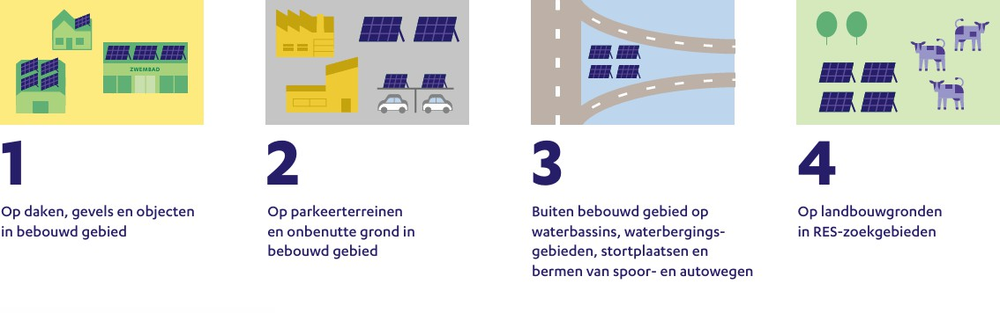 ZWEMBAD
1
Op daken, gevels en objecten
in bebouwd gebied
2
Op parkeerterreinen
en onbenutte grond in
bebouwd gebied
3
Buiten bebouwd gebied op
waterbassins, waterbergings-
gebieden, stortplaatsen en
bermen van spoor- en autowegen
4
Op landbouwgronden
in RES-zoekgebieden